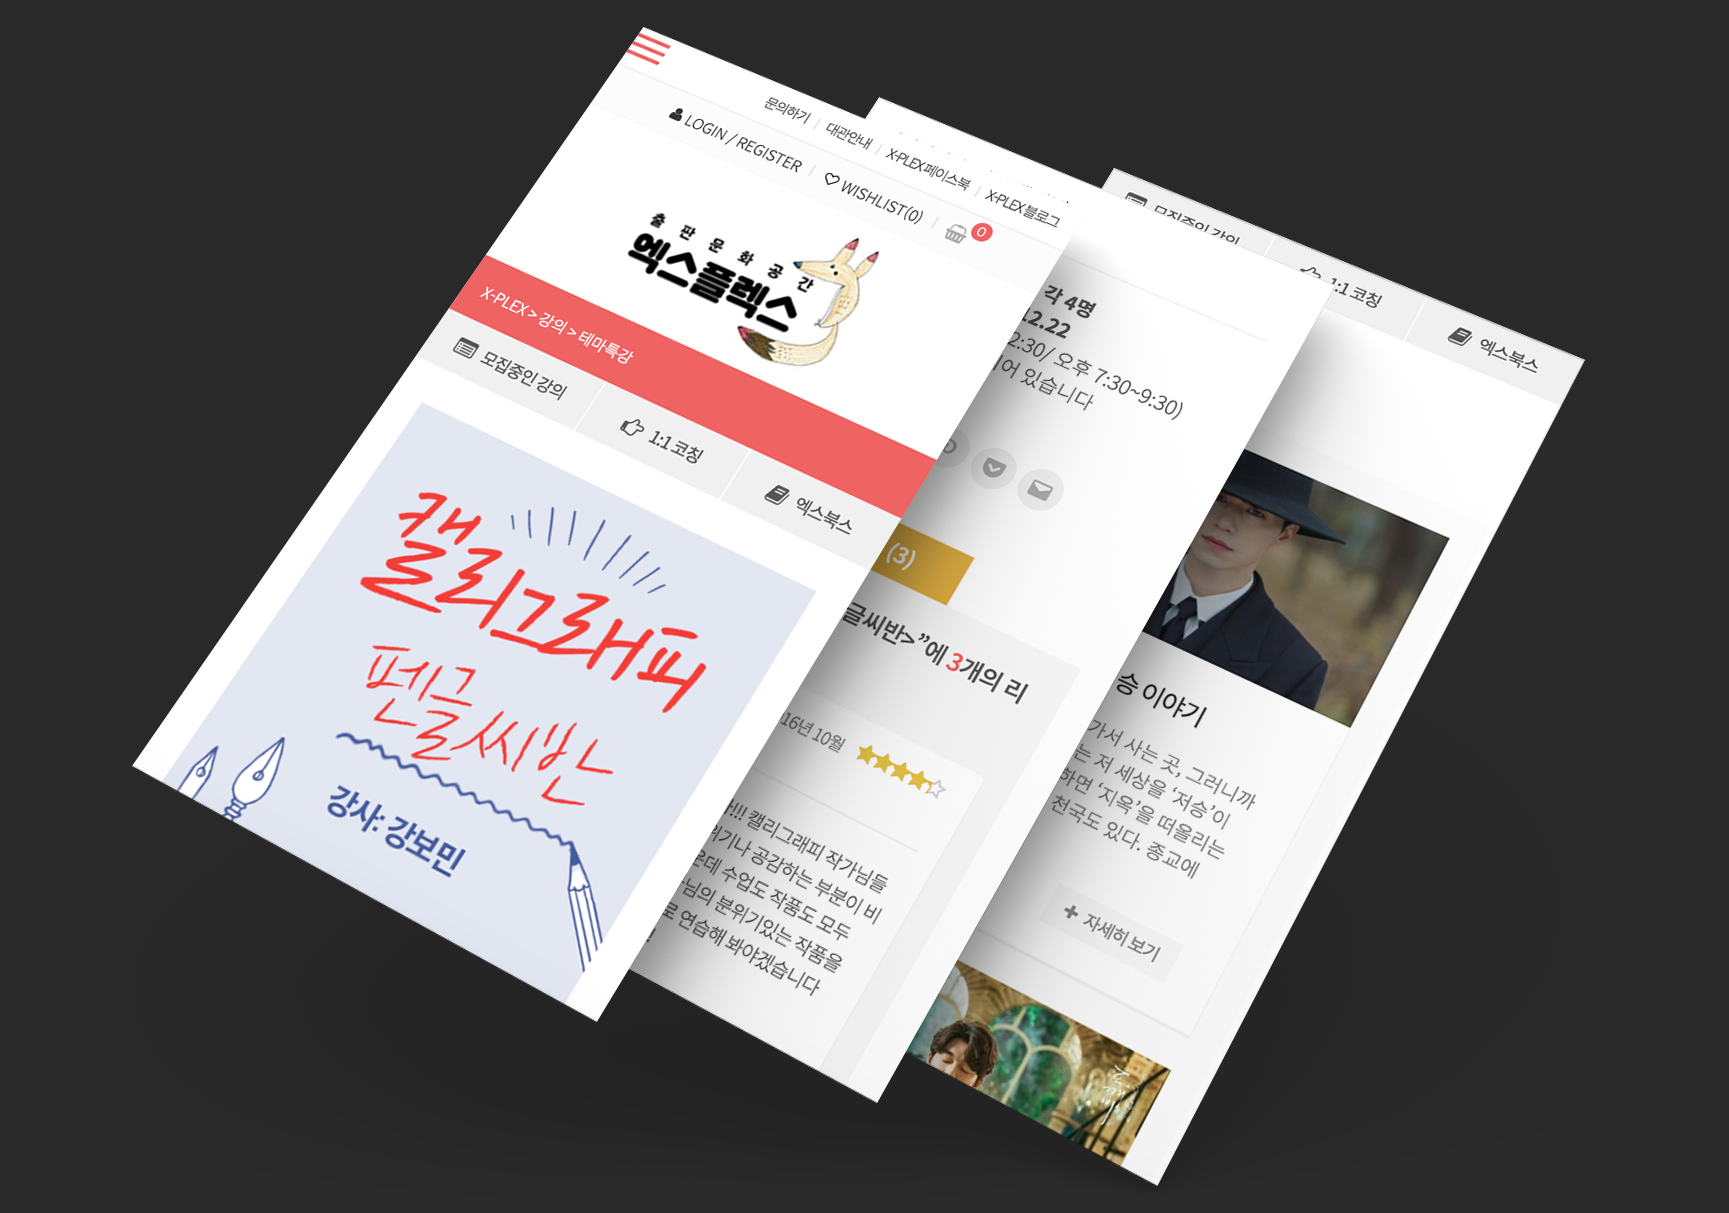 문의하기
대관안내
X-PLEX 페이스북
X-PLEX 블로그
LOGIN / REGISTER
WISHLIST(0)
0
출판문화공간
엑스플렉스
X-PLEX > 강의 > 테마특강
모집중인 강의
1:1 코칭
엑스북스
캘리그래피
펜글씨반
강사: 강보민
각 4명
.2.22
2:30/ 오후 7:30~9:30)
어 있습니다
(3)
글씨반> ”에 3개의 리
16년 10월
!!! 캘리그래피 작가님들
위기나 공감하는 부분이 비
운데 수업도 작품도 모두
님의 분위기있는 작품을
로 연습해 봐야겠습니다
!
모집중인 강의
1:1 코칭
엑스북스
승 이야기
가서 사는 곳, 그러니까
는 저 세상을 ‘저승’이
하면 ‘지옥’을 떠올리는
천국도 있다. 종교에
자세히 보기